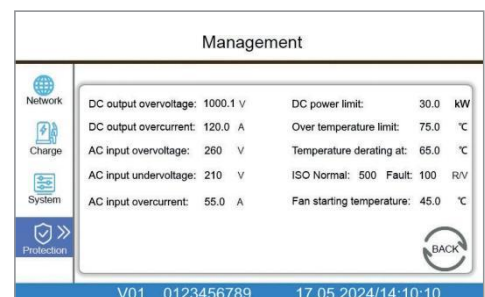 Management
Network
Charge
System
Protection
DC output overvoltage: 1000.1 V
DC output overcurrent: 120.0 A
AC input overvoltage: 260 V
AC input undervoltage: 210 V
AC input overcurrent: 55.0 A
DC power limit: 30.0 kW
Over temperature limit: 75.0 ℃
Temperature derating at: 65.0 ℃
ISO Normal: 500 Fault: 100 R/V
Fan starting temperature: 45.0 ℃
BACK
V01 0123456789 17.05.2024/14:10:10